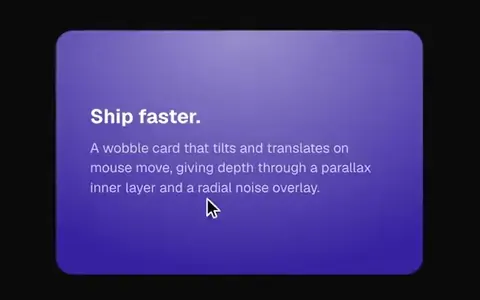 Ship faster.
A wobble card that tilts and translates on
mouse move, giving depth through a parallax
inner layer and a radial noise overlay.